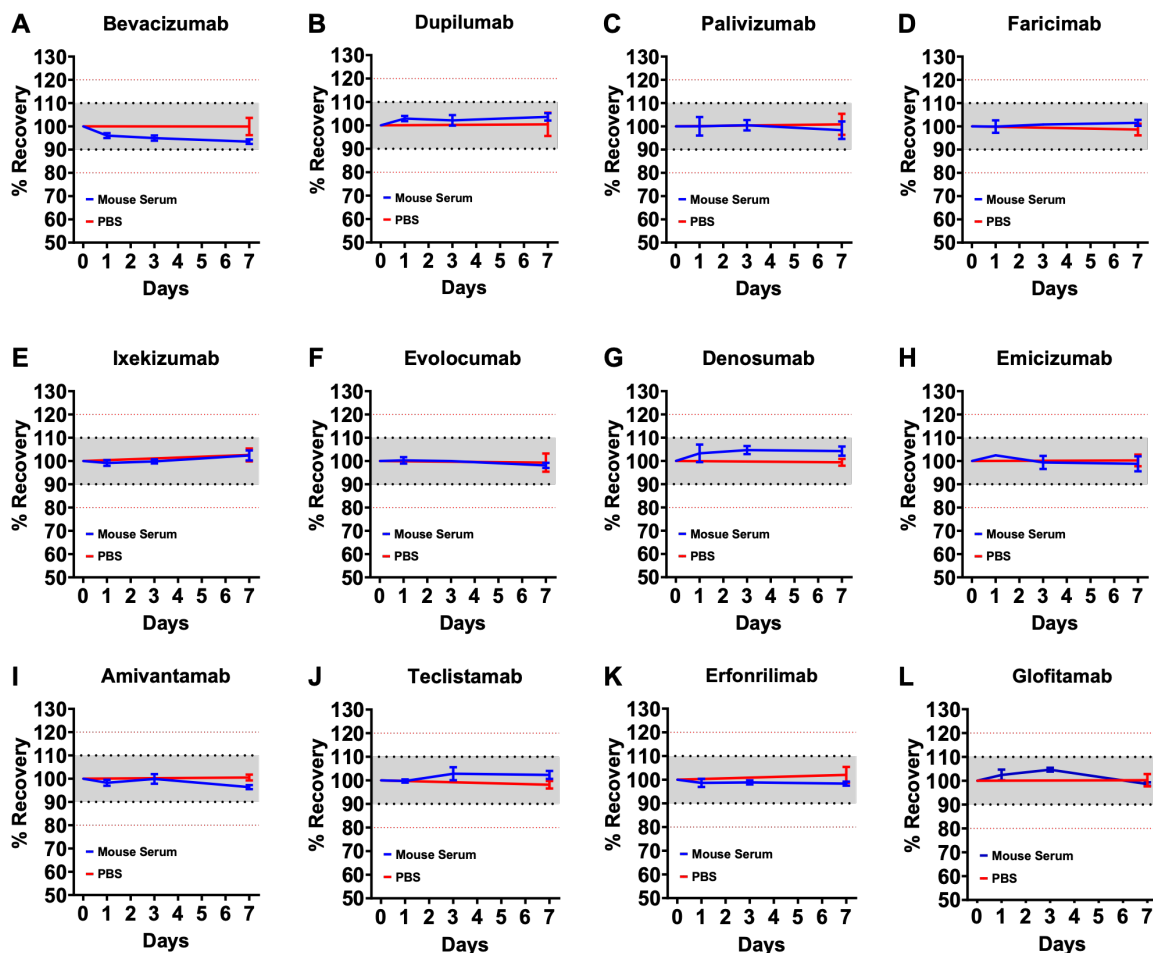 A Bevacizumab
% Recovery
130
120
110
100
90
80
70
60
50
Mouse Serum
PBS
0 1 2 3 4 5 6 7
Days
B Dupilumab
% Recovery
130
120
110
100
90
80
70
60
50
Mouse Serum
PBS
0 1 2 3 4 5 6 7
Days
C Palivizumab
% Recovery
130
120
110
100
90
80
70
60
50
Mouse Serum
PBS
0 1 2 3 4 5 6 7
Days
D Faricimab
% Recovery
130
120
110
100
90
80
70
60
50
Mouse Serum
PBS
0 1 2 3 4 5 6 7
Days
E Ixekizumab
% Recovery
130
120
110
100
90
80
70
60
50
Mouse Serum
PBS
0 1 2 3 4 5 6 7
Days
F Evolocumab
% Recovery
130
120
110
100
90
80
70
60
50
Mouse Serum
PBS
0 1 2 3 4 5 6 7
Days
G Denosumab
% Recovery
130
120
110
100
90
80
70
60
50
Mosue Serum
PBS
0 1 2 3 4 5 6 7
Days
H Emicizumab
% Recovery
130
120
110
100
90
80
70
60
50
Mouse Serum
PBS
0 1 2 3 4 5 6 7
Days
I Amivantamab
% Recovery
130
120
110
100
90
80
70
60
50
Mouse Serum
PBS
0 1 2 3 4 5 6 7
Days
J Teclistamab
% Recovery
130
120
110
100
90
80
70
60
50
Mouse Serum
PBS
0 1 2 3 4 5 6 7
Days
K Erfonrilimab
% Recovery
130
120
110
100
90
80
70
60
50
Mouse Serum
PBS
0 1 2 3 4 5 6 7
Days
L Glofitamab
% Recovery
130
120
110
100
90
80
70
60
50
Mouse Serum
PBS
0 1 2 3 4 5 6 7
Days